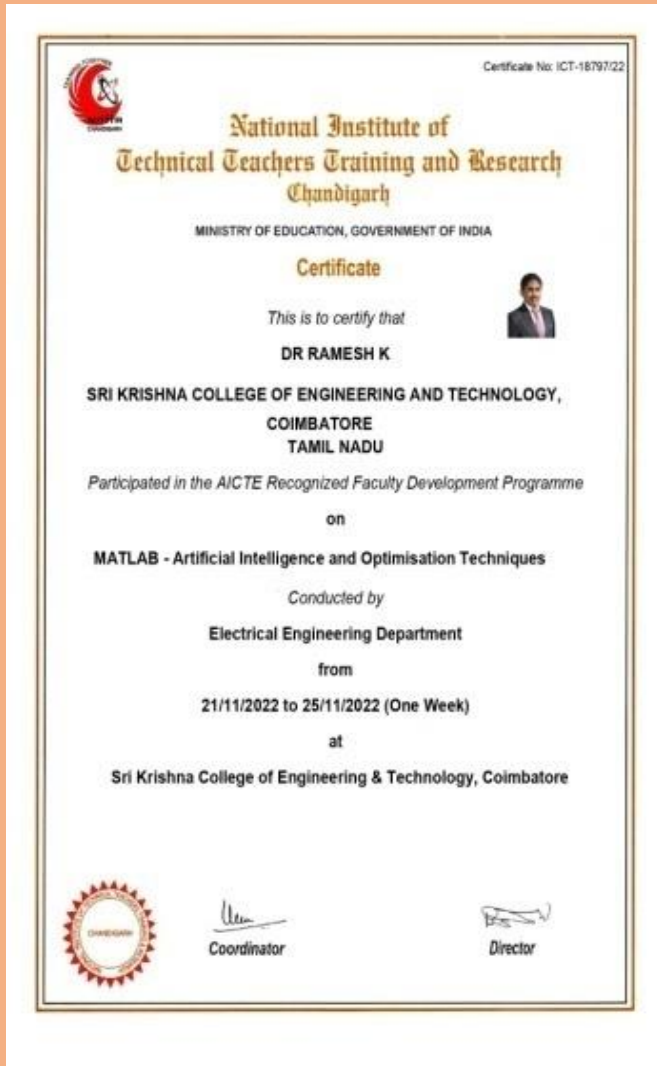 Certificate No: ICT-18797/22
National Institute of
Technical Teachers Training and Research
Chandigarh
MINISTRY OF EDUCATION, GOVERNMENT OF INDIA
Certificate
This is to certify that
DR RAMESH K
SRI KRISHNA COLLEGE OF ENGINEERING AND TECHNOLOGY,
COIMBATORE
TAMIL NADU
Participated in the AICTE Recognized Faculty Development Programme
on
MATLAB - Artificial Intelligence and Optimisation Techniques
Conducted by
Electrical Engineering Department
from
21/11/2022 to 25/11/2022 (One Week)
at
Sri Krishna College of Engineering & Technology, Coimbatore
CHANDIGARH
Coordinator
Director